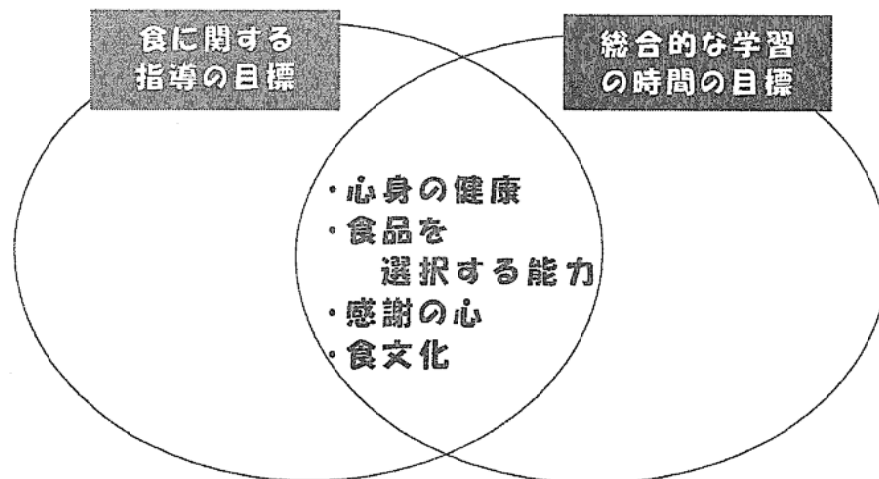 食に関する
指導の目標
総合的な学習
の時間の目標
・心身の健康
・食品を
選択する能力
・感謝の心
・食文化